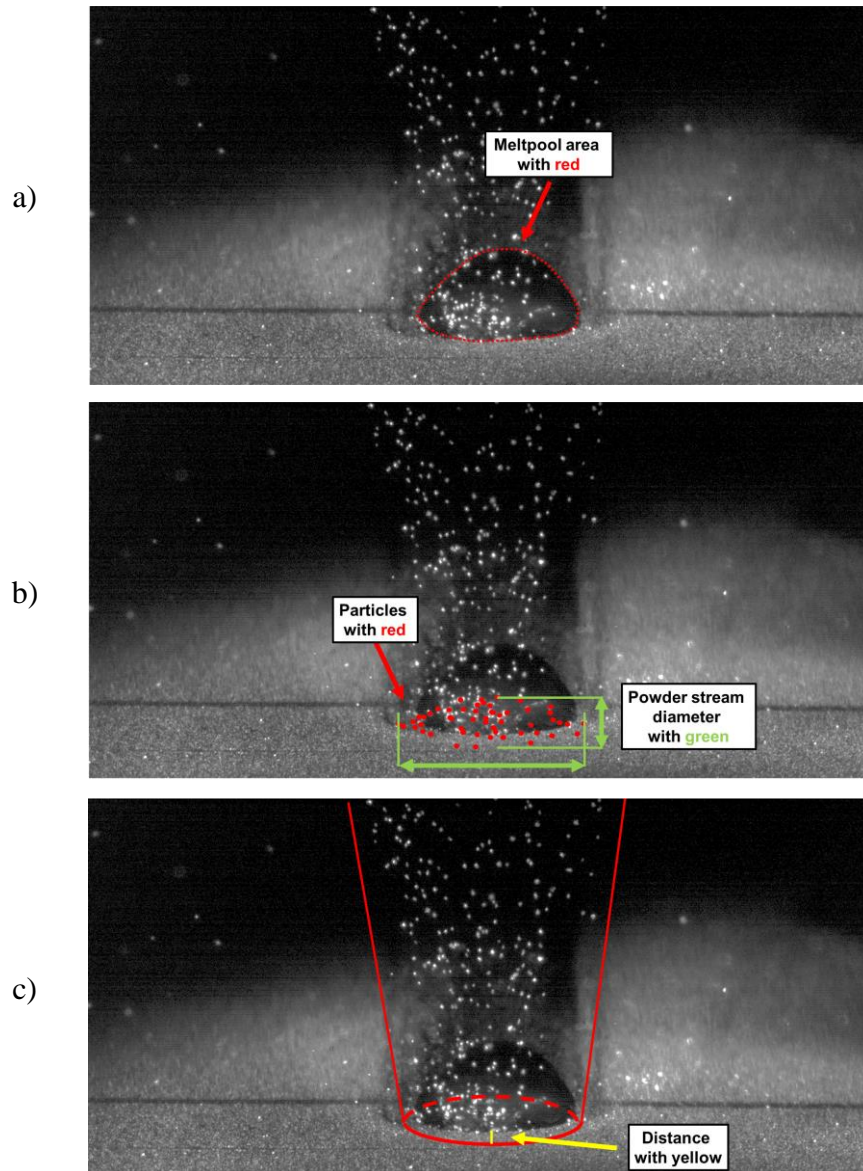 a)
Meltpool area
with red
b)
Particles
with red
Powder stream
diameter
with green
c)
Distance
with yellow